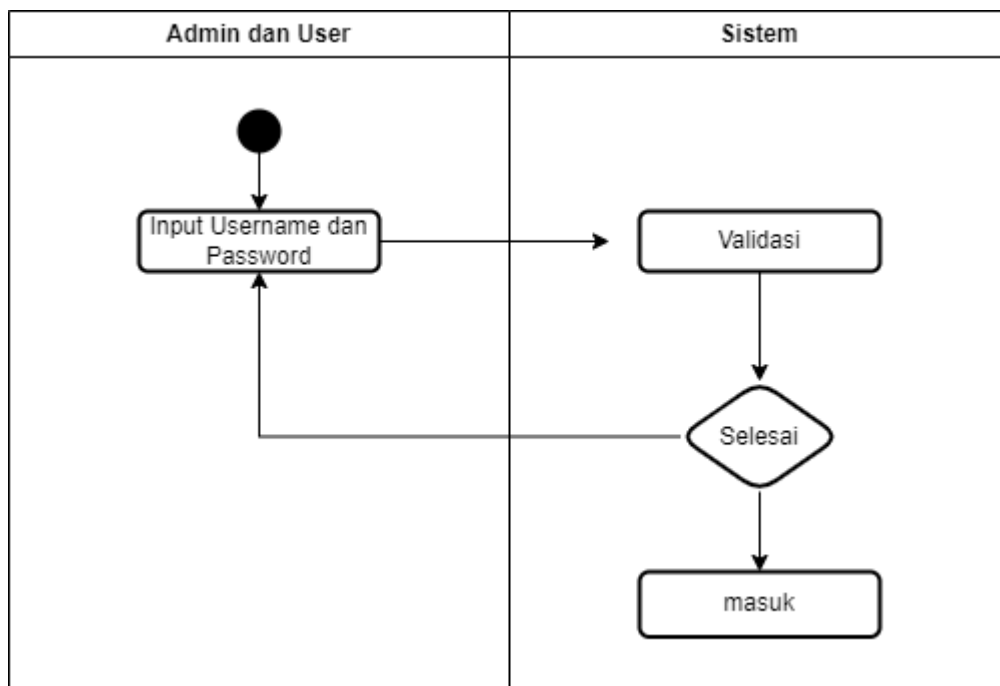 Admin dan User
Sistem
Input Username dan
Password
Validasi
Selesai
masuk